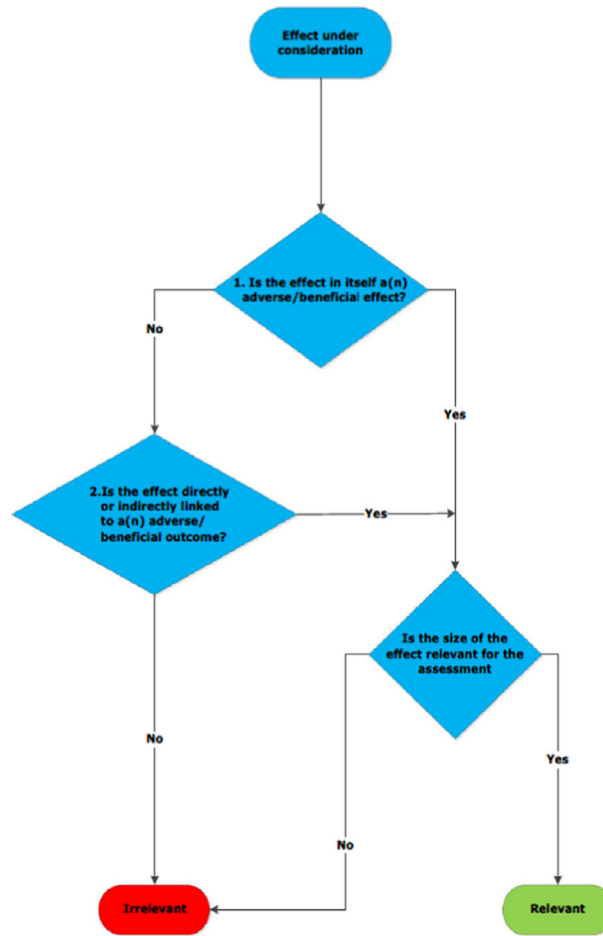 Effect under
consideration
1. Is the effect in itself a(n)
adverse/beneficial effect?
No
Yes
2.Is the effect directly
or indirectly linked
to a(n) adverse/
beneficial outcome?
Yes
Is the size of the
effect relevant for the
assessment
No
Yes
No
Irrelevant
Relevant